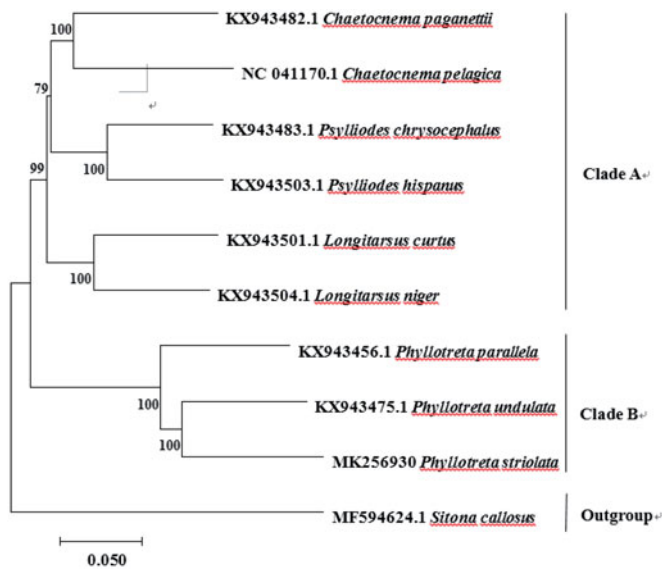 KX943482.1 Chaetocnema paganettii
100
NC 041170.1 Chaetocnema pelagica
79
KX943483.1 Psylliodes chrysocephalus
100
KX943503.1 Psylliodes hispanus
99
Clade A
KX943501.1 Longitarsus curtus
100
KX943504.1 Longitarsus niger
KX943456.1 Phyllotreta parallela
100
KX943475.1 Phyllotreta undulata
Clade B
100
MK256930 Phyllotreta striolata
MF594624.1 Sitona callosus
Outgroup
0.050